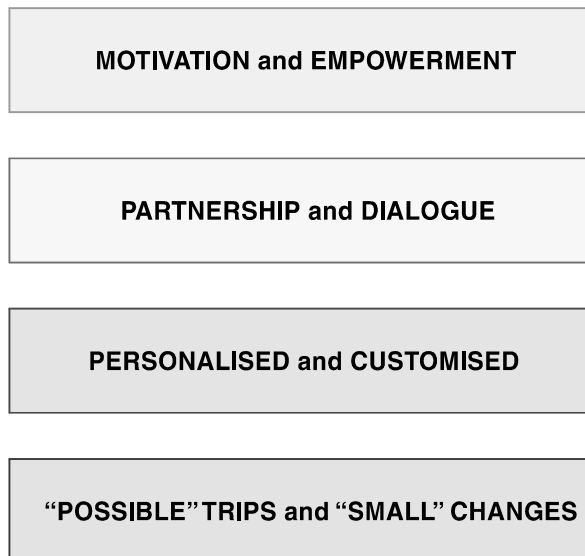 MOTIVATION and EMPOWERMENT
PARTNERSHIP and DIALOGUE
PERSONALISED and CUSTOMISED
“POSSIBLE” TRIPS and “SMALL” CHANGES